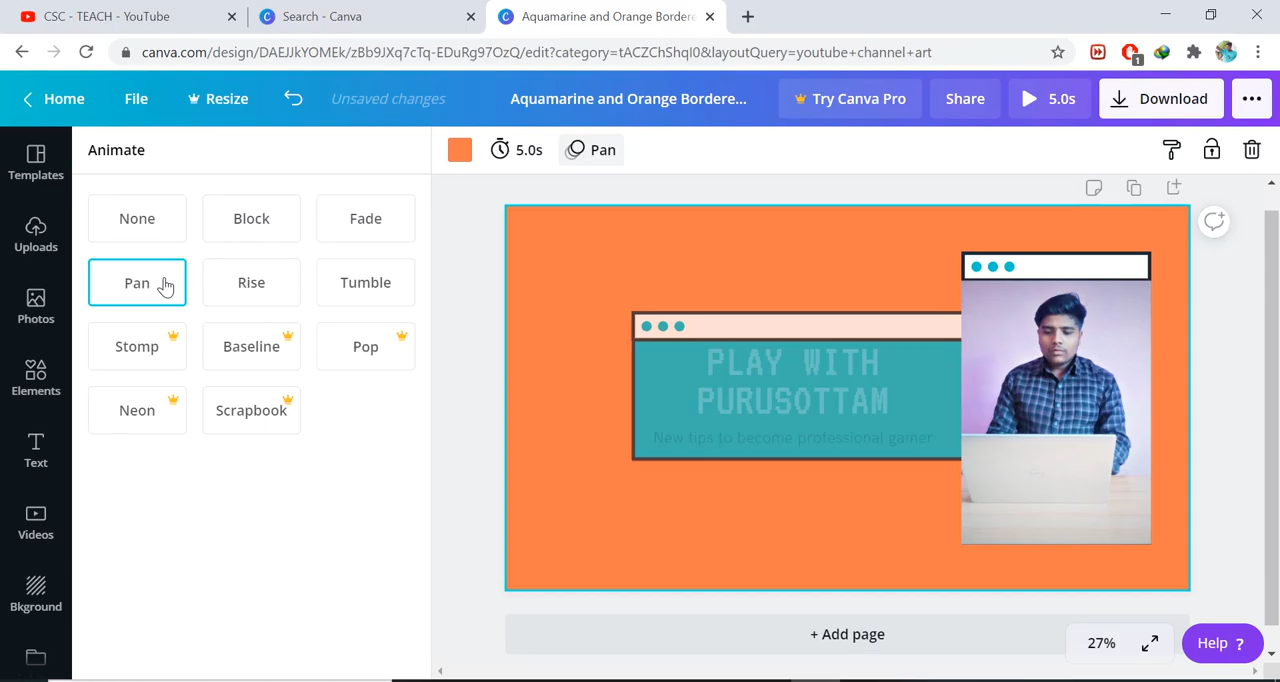 CSC - TEACH - YouTube
Search - Canva
Aquamarine and Orange Bordere
canva.com/design/DAEJJkYOMEk/zBb9JXq7cTq-EDuRg97OzQ/edit?category=tACZChShqI0&layoutQuery=youtube+channel+art
1
Home
File
Resize
Unsaved changes
Aquamarine and Orange Bordere...
Try Canva Pro
Share
5.0s
Download
Templates
Uploads
Photos
Elements
Text
Videos
Bkground
Animate
None
Block
Fade
Pan
Rise
Tumble
Stomp
Baseline
Pop
Neon
Scrapbook
5.0s
Pan
PLAY WITH
PURUSOTTAM
New tips to become professional gamer
+ Add page
27%
Help ?